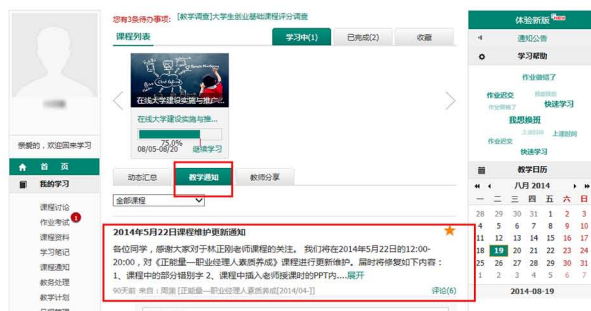 您有3条待办事项: [教学调查]大学生创业基础课程评分调查
课程列表
学习中(1)
已完成(2)
收藏
在线大学建设实施与推广...
在线大学建设实施与推...
75.0%
08/05-08/20 继续学习
亲爱的，欢迎回来学习
首 页
我的学习
课程讨论
作业考试 1
课程资料
学习笔记
课程通知
教务处理
教学计划
动态汇总
教学通知
教师分享
全部课程
2014年5月22日课程维护更新通知
各位同学，感谢大家对于林正刚老师课程的关注。 我们将在2014年5月22日的12:00-
20:00，对《正能量—职业经理人素质养成》课程进行更新维护。届时将修复如下内容：
1、课程中的部分错别字 2、课程中插入老师授课时的PPT内....展开
90天前 来自：周施 [正能量—职业经理人素质养成[2014/04-]]
评论(6)
体验新版
通知公告
学习帮助
作业做错了
作业迟交
快速学习
我想换班
上课时间
作业迟交
快速学习
教学日历
八月 2014
一 二 三 四 五 六 日
28 29 30 31 1 2 3
4 5 6 7 8 9 10
11 12 13 14 15 16 17
18 19 20 21 22 23 24
25 26 27 28 29 30 31
1 2 3 4 5 6 7
2014-08-19